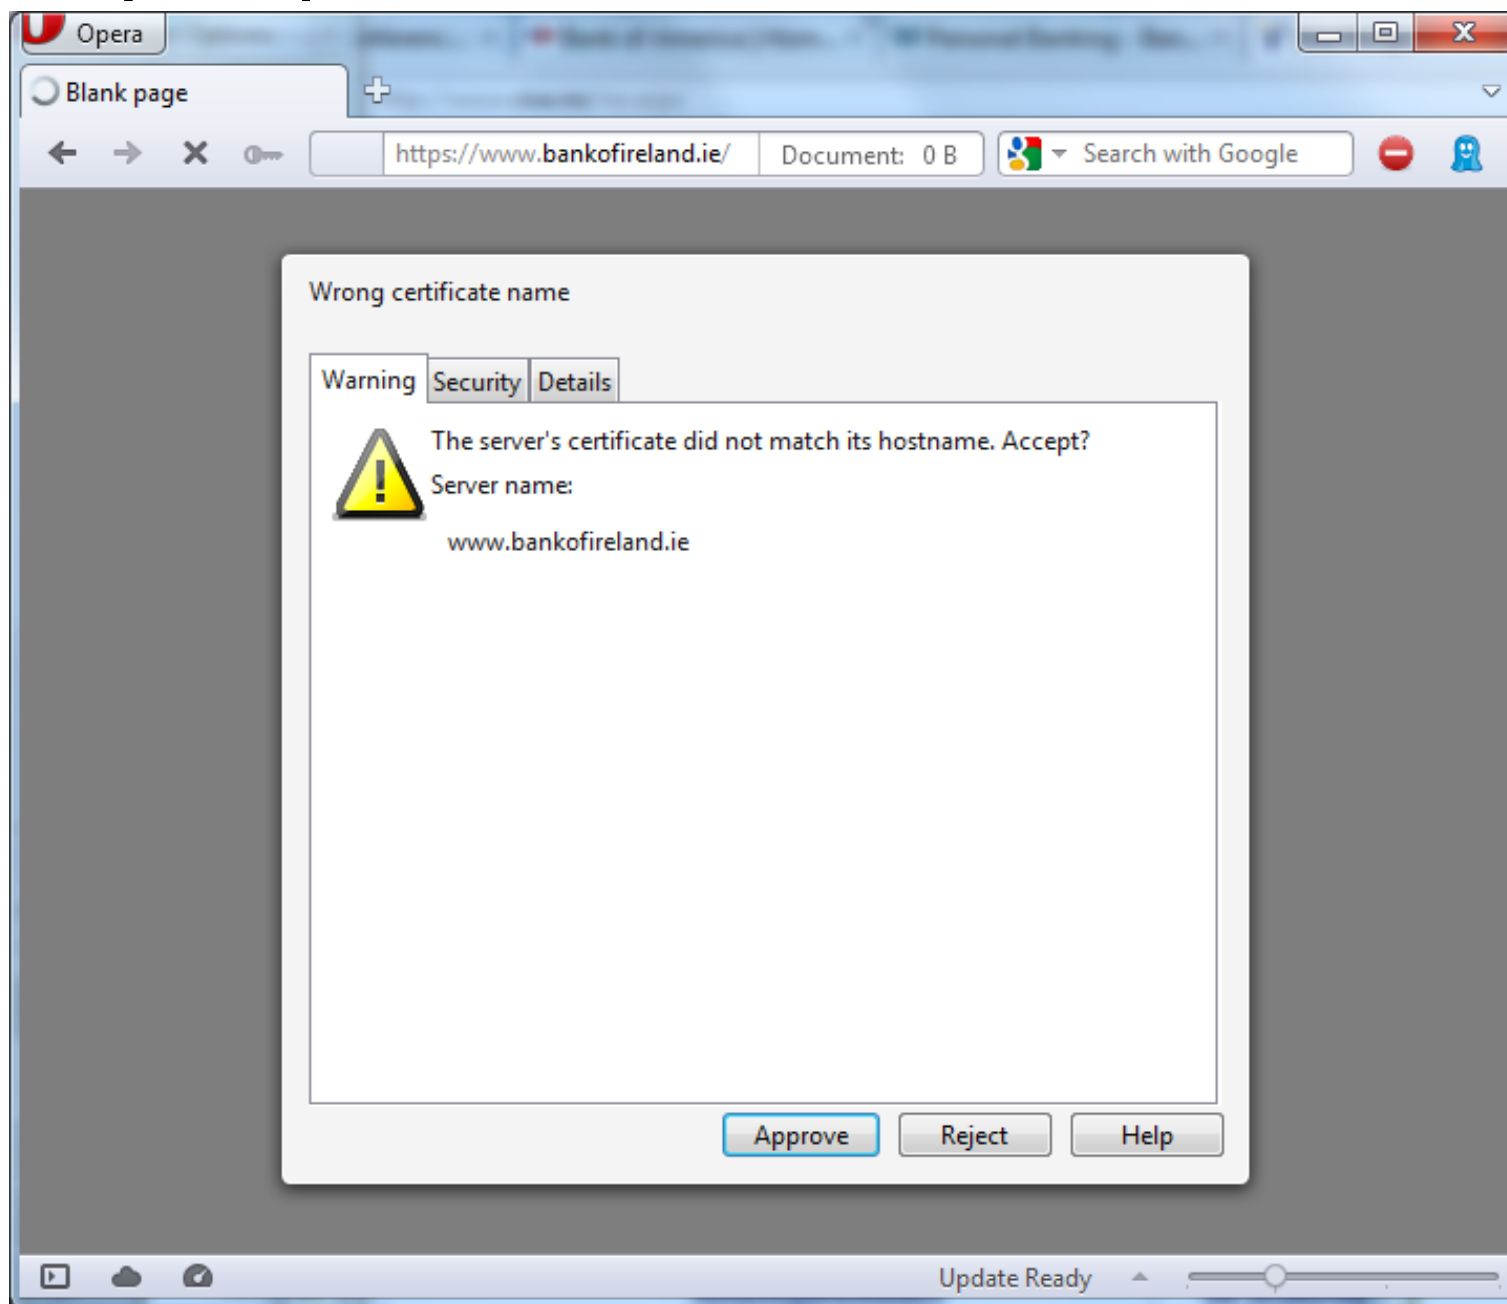 Opera
Blank page
https://www.bankofireland.ie/ Document: 0 B Search with Google
Wrong certificate name
Warning Security Details
The server's certificate did not match its hostname. Accept?
Server name:
www.bankofireland.ie
Approve Reject Help
Update Ready